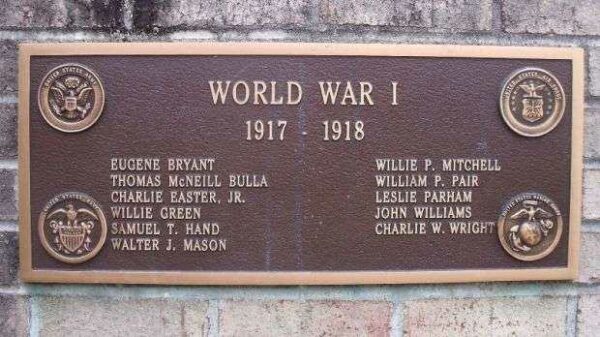 WORLD WAR I
1917 - 1918
EUGENE BRYANT
THOMAS McNEILL BULLA
CHARLIE EASTER, JR.
WILLIE GREEN
SAMUEL T. HAND
WALTER J. MASON
WILLIE P. MITCHELL
WILLIAM P. PAIR
LESLIE PARHAM
JOHN WILLIAMS
CHARLIE W. WRIGHT